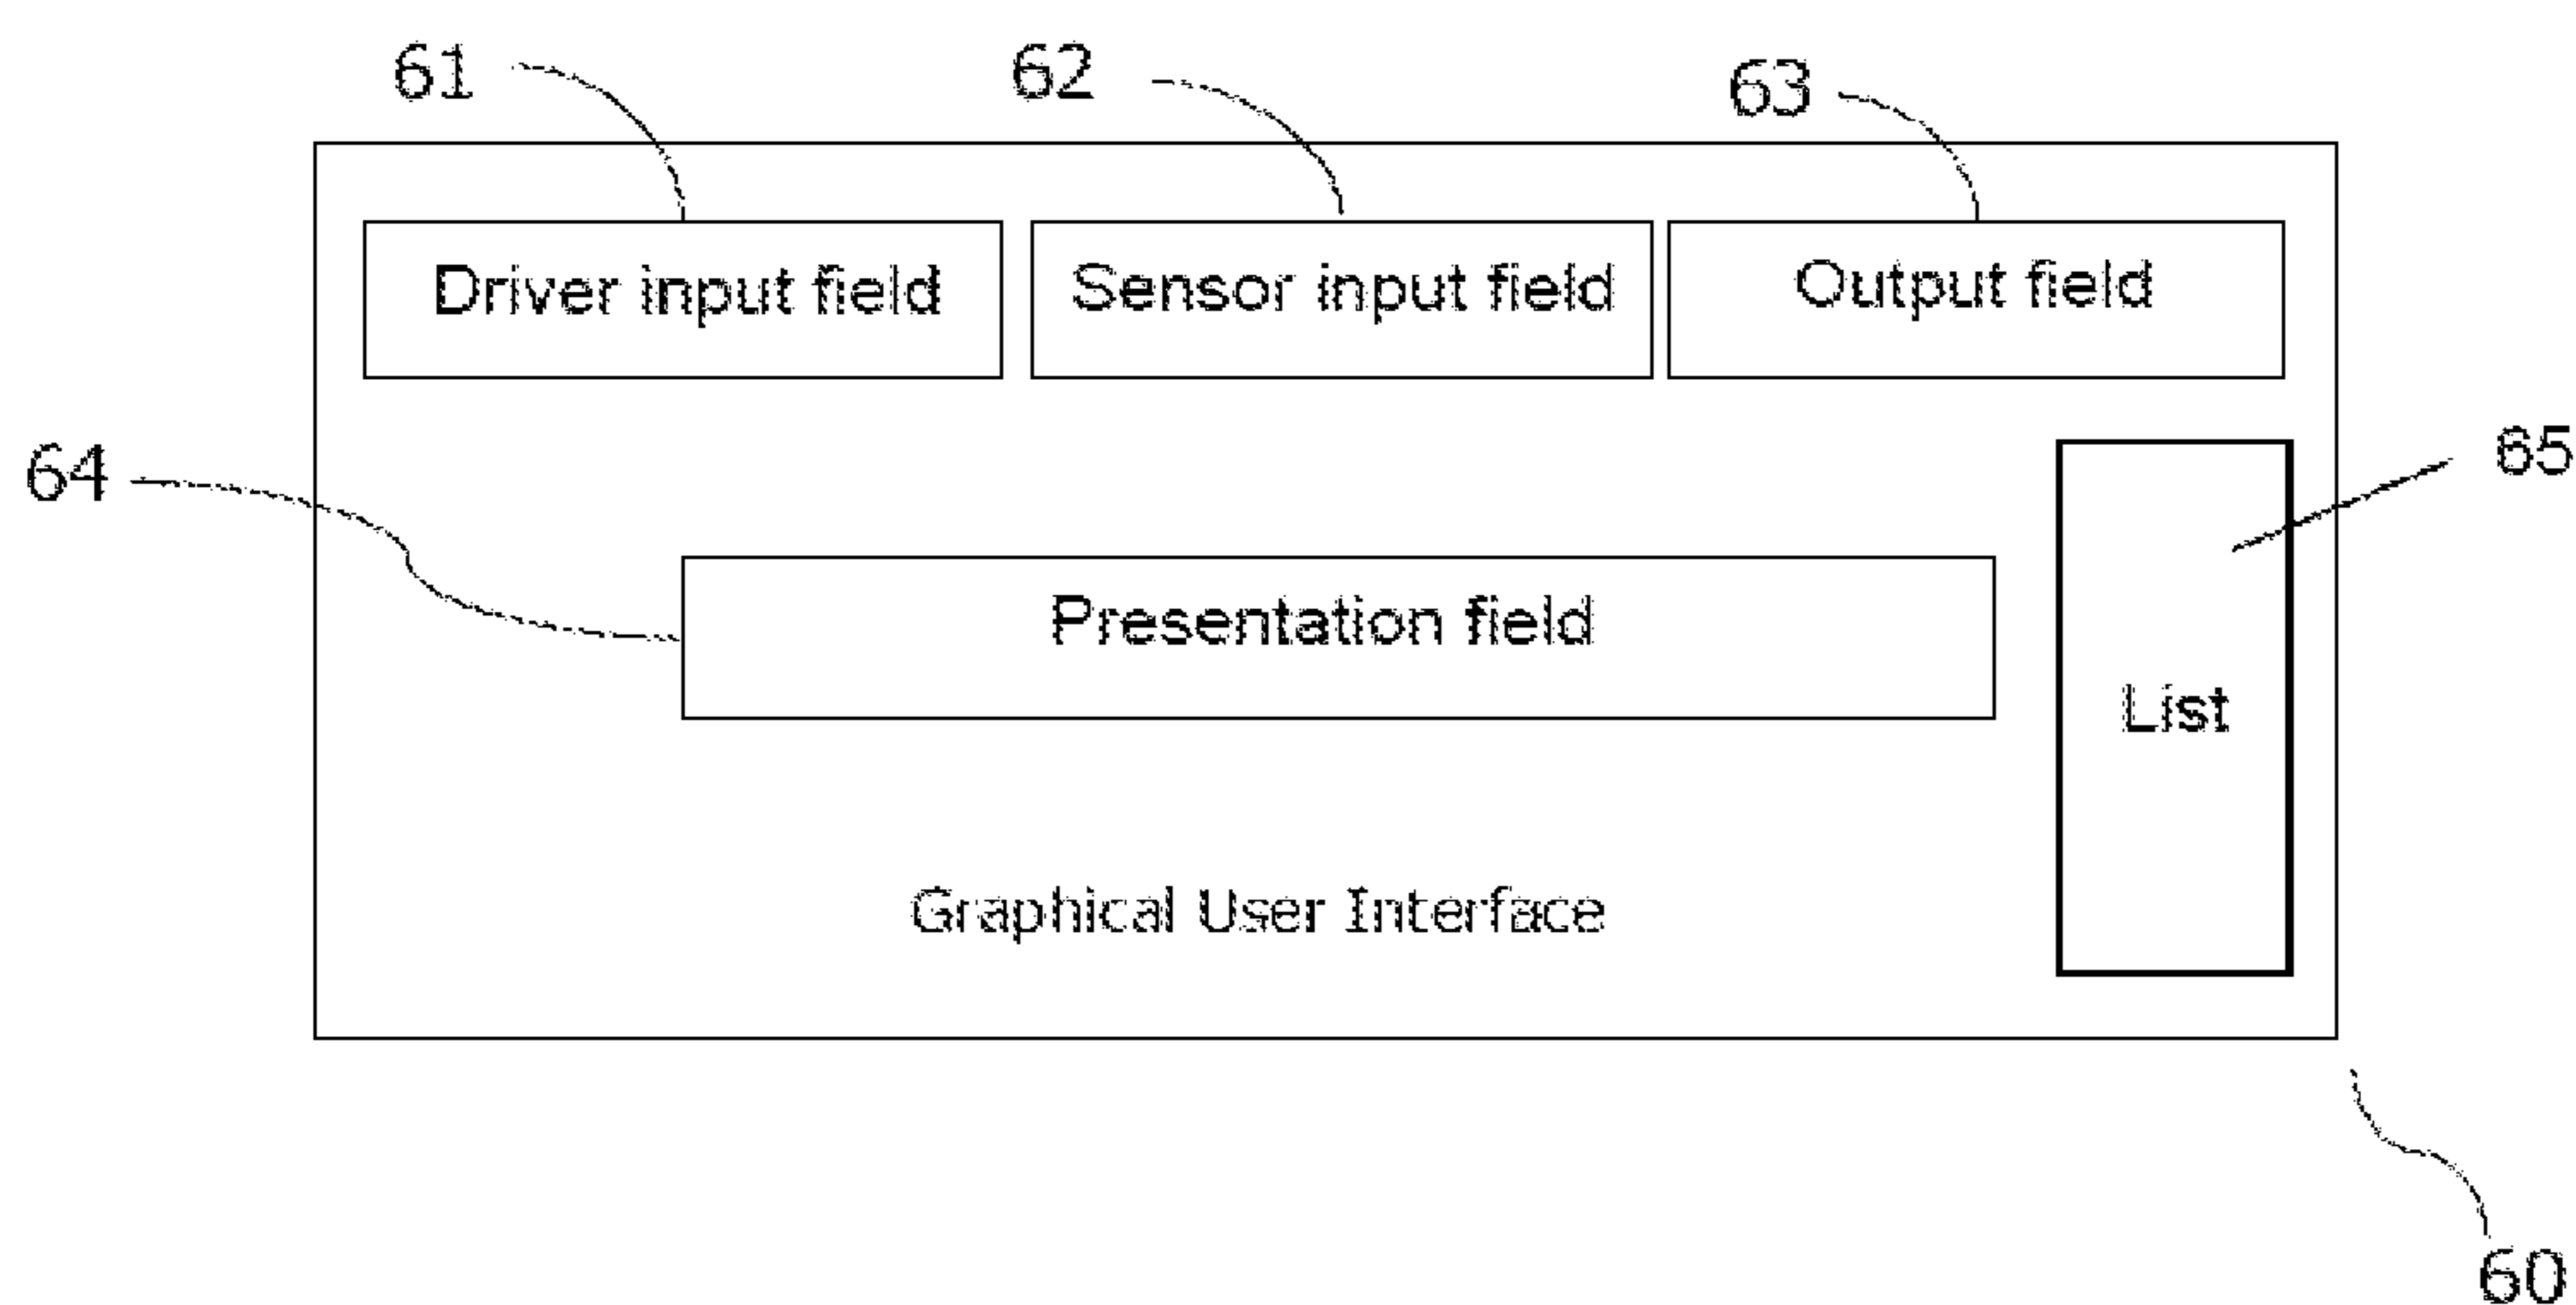 61
62
63
Driver input field
Sensor input field
Output field
64
65
Presentation field
List
Graphical User Interface
60